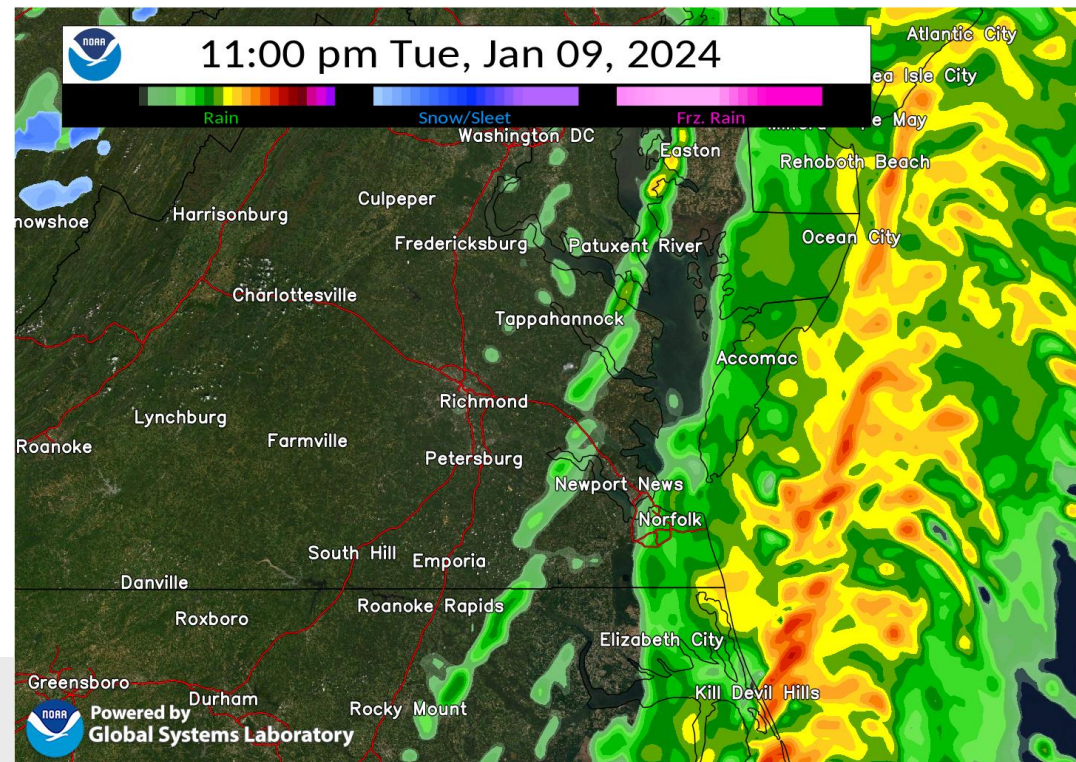 NOAA
11:00 pm Tue, Jan 09, 2024
Rain
Snow/Sleet
Frz. Rain
Atlantic City
ea Isle City
e May
Washington DC
Easton
Rehoboth Beach
nowshoe
Harrisonburg
Culpeper
Fredericksburg
Patuxent River
Ocean City
Charlottesville
Tappahannock
Accomac
Richmond
Lynchburg
Farmville
Roanoke
Petersburg
Newport News
Norfolk
South Hill
Emporia
Danville
Roanoke Rapids
Roxboro
Elizabeth City
Greensboro
Durham
Rocky Mount
Kill Devil Hills
NOAA
Powered by
Global Systems Laboratory